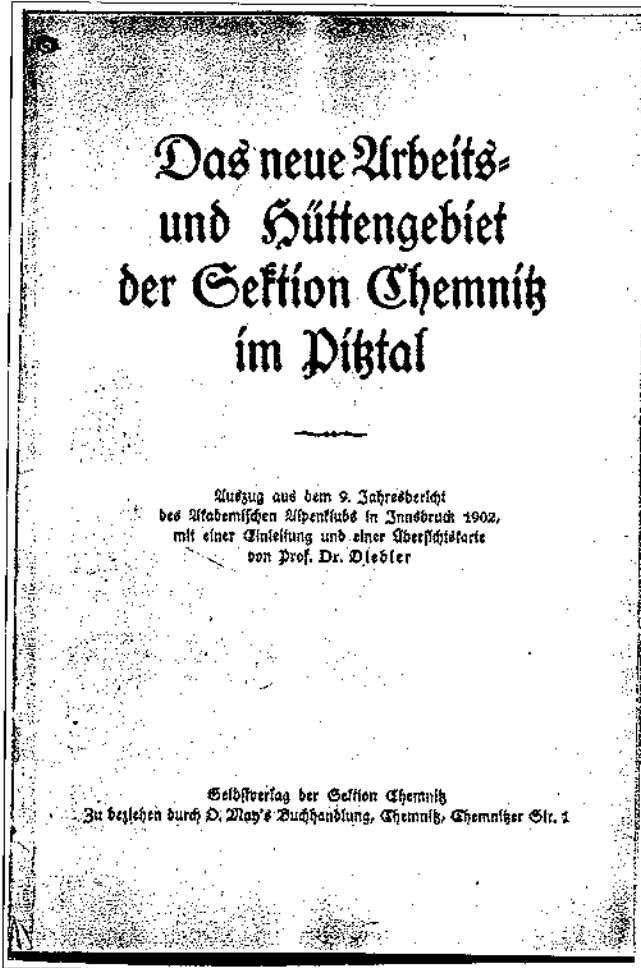 Das neue Arbeits-
und Hüttengebiet
der Sektion Chemnitz
im Pitztal
Auszug aus dem 9. Jahresbericht
des Akademischen Alpenklubs in Innsbruck 1902,
mit einer Einleitung und einer Übersichtskarte
von Prof. Dr. Diebler
Selbstverlag der Sektion Chemnitz
Zu beziehen durch O. May's Buchhandlung, Chemnitz, Chemnitzer Str. 1